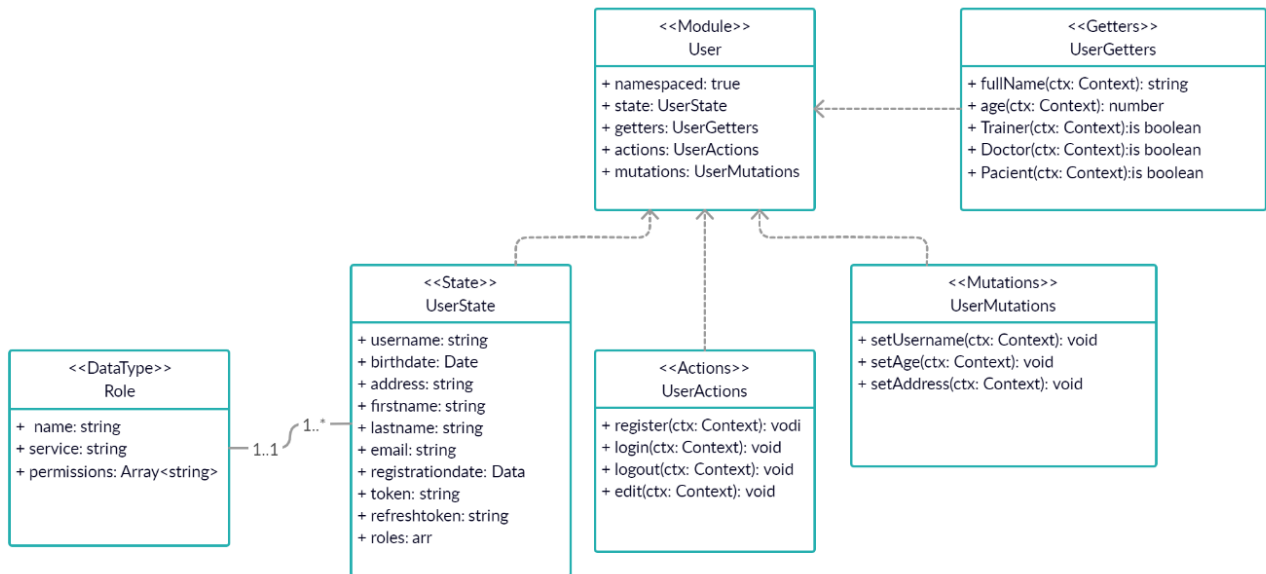 <<Module>>
User
+ namespaced: true
+ state: UserState
+ getters: UserGetters
+ actions: UserActions
+ mutations: UserMutations
<<Getters>>
UserGetters
+ fullName(ctx: Context): string
+ age(ctx: Context): number
+ Trainer(ctx: Context):is boolean
+ Doctor(ctx: Context):is boolean
+ Pacient(ctx: Context):is boolean
<<DataType>>
Role
+ name: string
+ service: string
+ permissions: Array<string>
1..1
1..*
<<State>>
UserState
+ username: string
+ birthdate: Date
+ address: string
+ firstname: string
+ lastname: string
+ email: string
+ registrationdate: Data
+ token: string
+ refreshtoken: string
+ roles: arr
<<Actions>>
UserActions
+ register(ctx: Context): vodi
+ login(ctx: Context): void
+ logout(ctx: Context): void
+ edit(ctx: Context): void
<<Mutations>>
UserMutations
+ setUsername(ctx: Context): void
+ setAge(ctx: Context): void
+ setAddress(ctx: Context): void